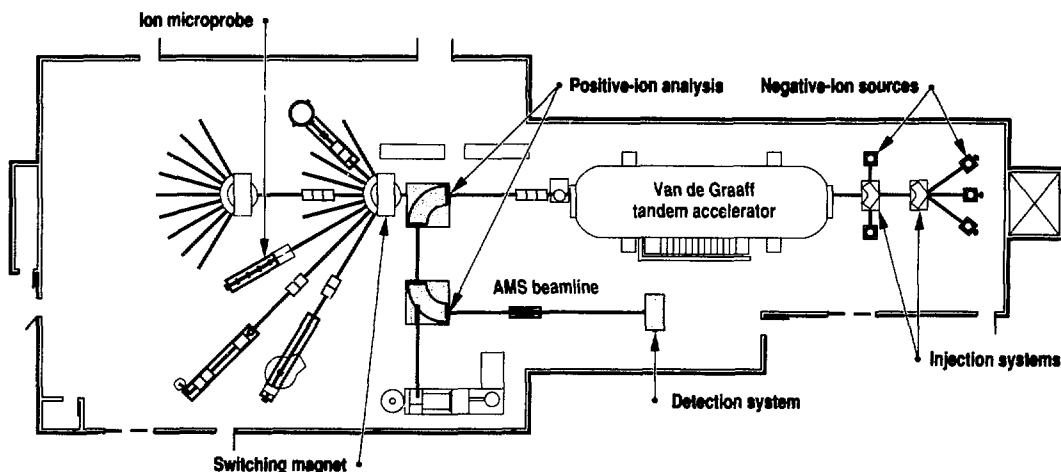 Ion microprobe
Positive-ion analysis
Negative-ion sources
Van de Graaff
tandem accelerator
AMS beamline
Injection systems
Detection system
Switching magnet